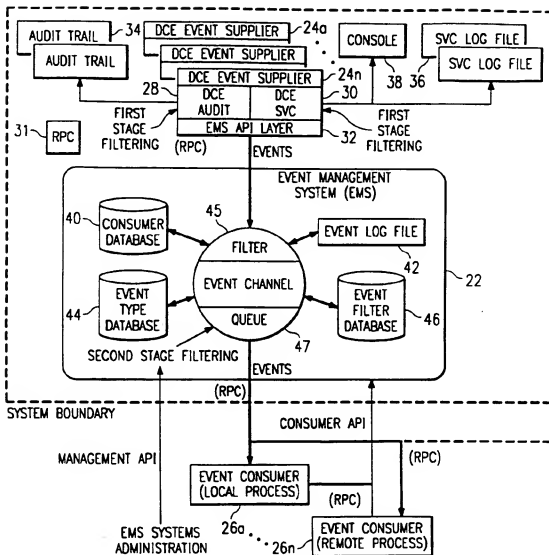 AUDIT TRAIL
34
AUDIT TRAIL
DCE EVENT SUPPLIER
24a
DCE EVENT SUPPLIER
DCE EVENT SUPPLIER
24n
CONSOLE
38
SVC LOG FILE
36
SVC LOG FILE
28
DCE
AUDIT
DCE
SVC
30
EMS API LAYER
32
FIRST
STAGE
FILTERING
FIRST
STAGE
FILTERING
31
RPC
(RPC)
EVENTS
EVENT MANAGEMENT
SYSTEM (EMS)
40
CONSUMER
DATABASE
45
FILTER
EVENT CHANNEL
QUEUE
47
EVENT LOG FILE
42
22
44
EVENT
TYPE
DATABASE
EVENT
FILTER
DATABASE
46
SECOND STAGE FILTERING
EVENTS
(RPC)
SYSTEM BOUNDARY
CONSUMER API
MANAGEMENT API
(RPC)
EVENT CONSUMER
(LOCAL PROCESS)
(RPC)
26a
EMS SYSTEMS
ADMINISTRATION
26n
EVENT CONSUMER
(REMOTE PROCESS)